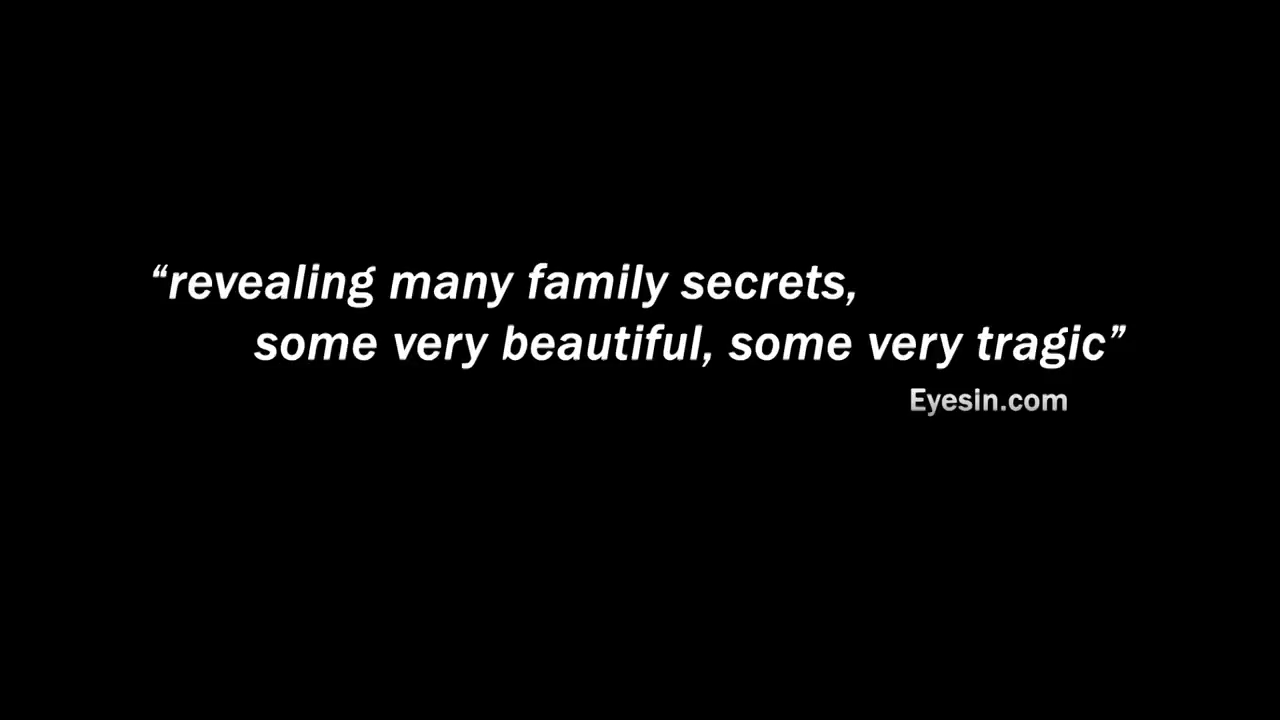 “revealing many family secrets,
some very beautiful, some very tragic”
Eyesin.com